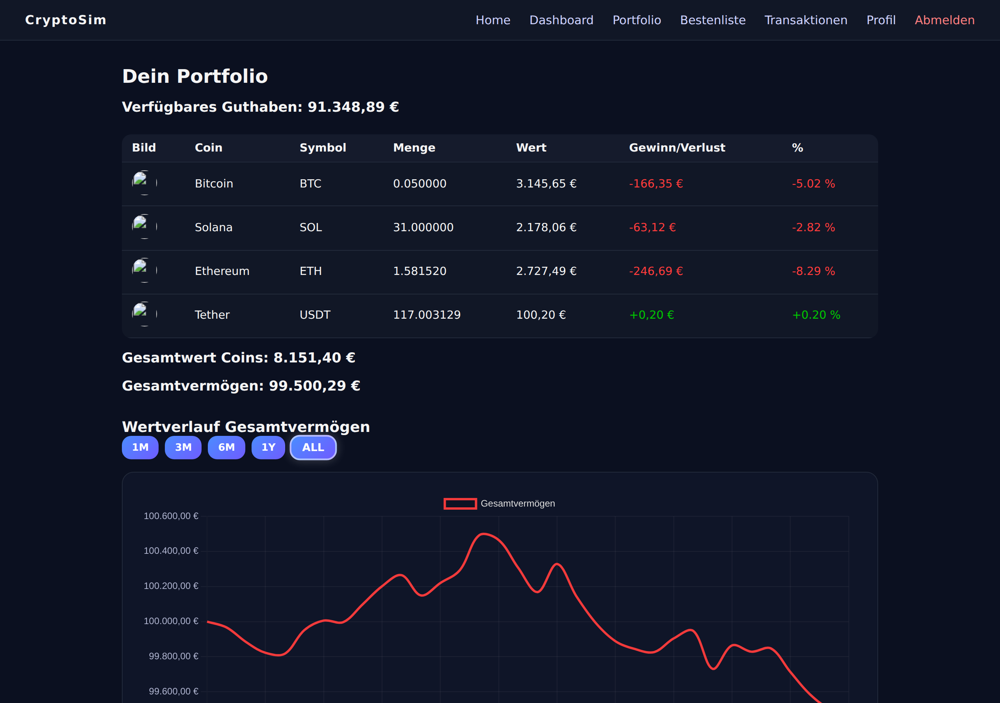 CryptoSim Home Dashboard Portfolio Bestenliste Transaktionen Profil Abmelden
Dein Portfolio
Verfügbares Guthaben: 91.348,89 €
Bild Coin Symbol Menge Wert Gewinn/Verlust %
Bitcoin BTC 0.050000 3.145,65 € -166,35 € -5.02 %
Solana SOL 31.000000 2.178,06 € -63,12 € -2.82 %
Ethereum ETH 1.581520 2.727,49 € -246,69 € -8.29 %
Tether USDT 117.003129 100,20 € +0,20 € +0.20 %
Gesamtwert Coins: 8.151,40 €
Gesamtvermögen: 99.500,29 €
Wertverlauf Gesamtvermögen
1M 3M 6M 1Y ALL
Gesamtvermögen
100.600,00 €
100.400,00 €
100.200,00 €
100.000,00 €
99.800,00 €
99.600,00 €